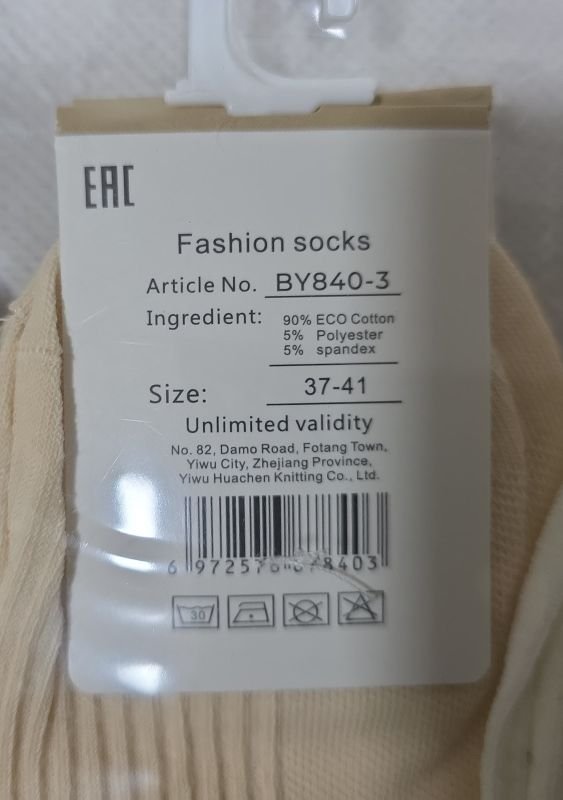 EAC
Fashion socks
Article No. BY840-3
Ingredient: 90% ECO Cotton
5% Polyester
5% spandex
Size: 37-41
Unlimited validity
No. 82, Damo Road, Fotang Town,
Yiwu City, Zhejiang Province,
Yiwu Huachen Knitting Co., Ltd.
30